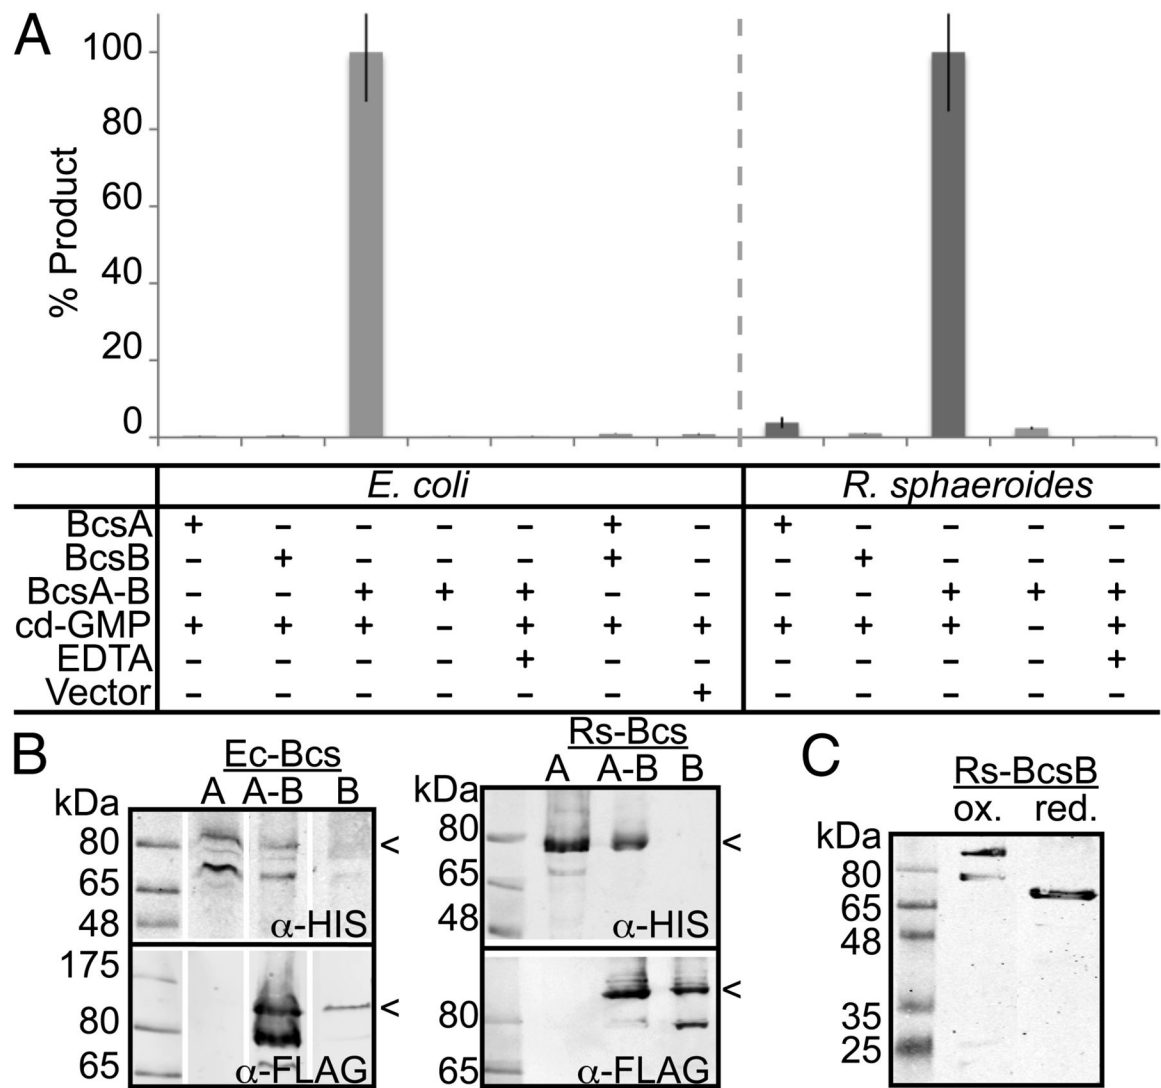 A
100
80
60
40
20
0
% Product
E. coli R. sphaeroides
BcsA + – – – – + – + – – – –
BcsB – + – – – + – – + – – –
BcsA-B – – + + + – – – – + + +
cd-GMP + + + – + + + + + + – +
EDTA – – – – + – – – – – – +
Vector – – – – – – + – – – – –
B
Ec-Bcs
A A-B B
kDa
80 <
65
48
α-HIS
175
80 <
65
α-FLAG
Rs-Bcs
A A-B B
kDa
80 <
65
48
α-HIS
<
80
65
α-FLAG
C
Rs-BcsB
ox. red.
kDa
80
65
48
35
25